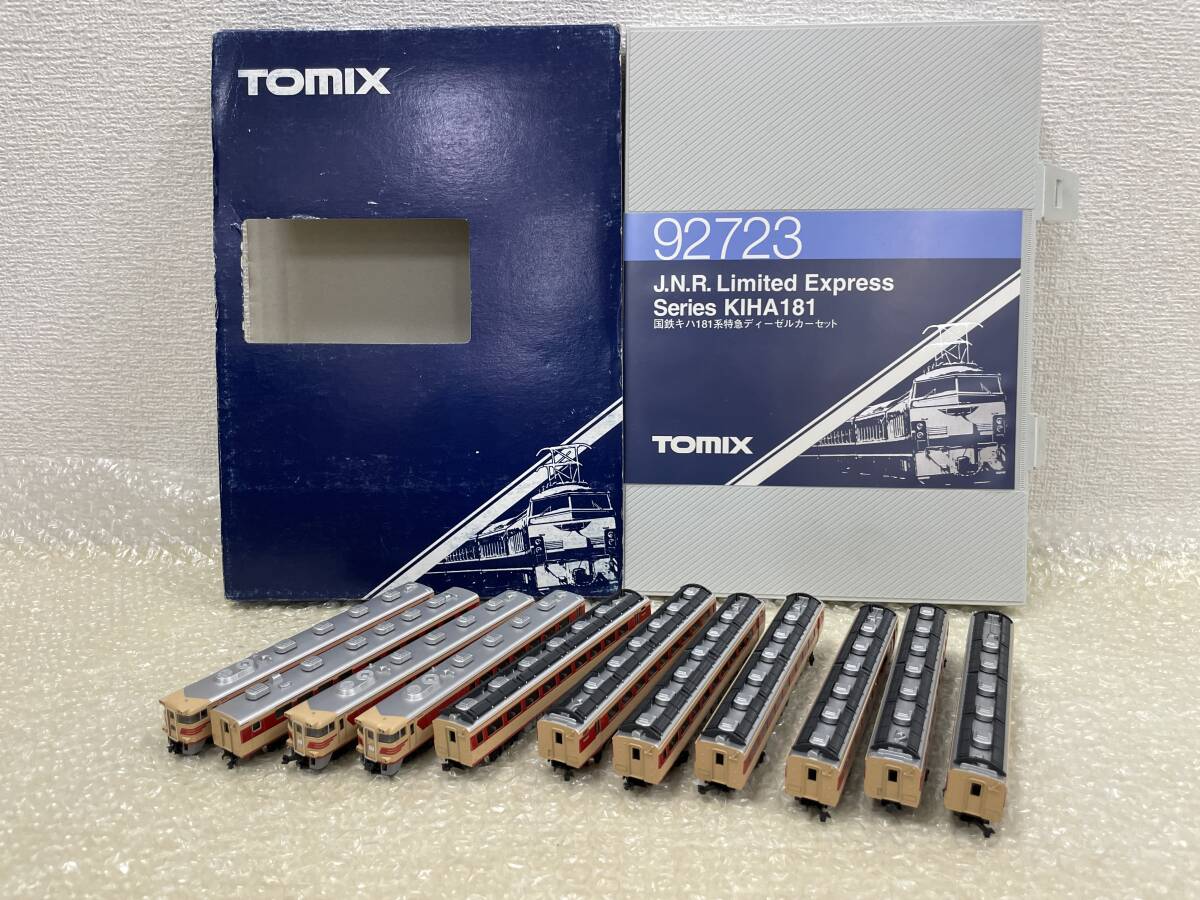 TOMIX
92723
J.N.R. Limited Express
Series KIHA181
国鉄キハ181系特急ディーゼルカーセット
TOMIX